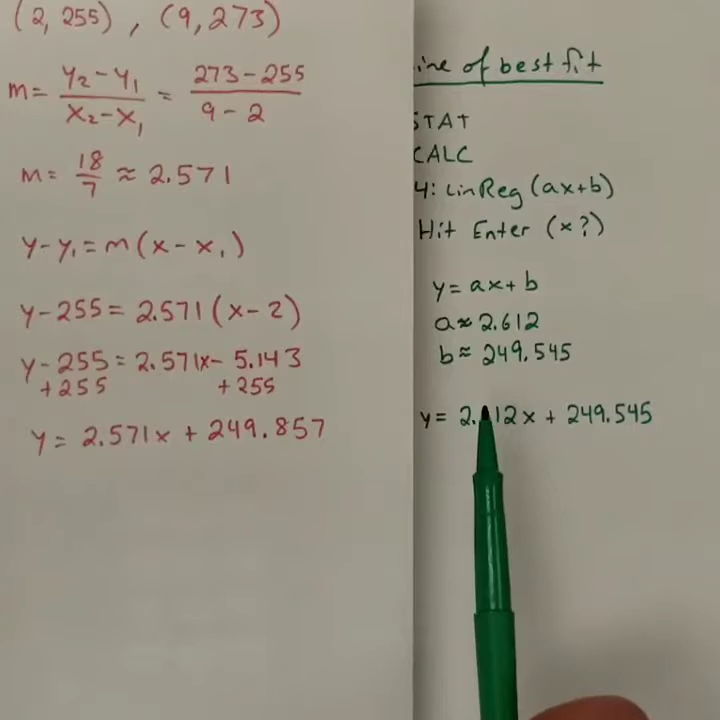 (2, 255) , (9, 273)
m = y₂-y₁ / x₂-x₁ = 273-255 / 9-2
m = 18/7 ≈ 2.571
y-y₁ = m(x-x₁)
y-255 = 2.571(x-2)
y-255 = 2.571x - 5.143
+255 +255
y = 2.571x + 249.857
ine of best fit
STAT
CALC
4: LinReg (ax+b)
Hit Enter (x?)
y = ax+b
a ≈ 2.612
b ≈ 249.545
y = 2.12x + 249.545